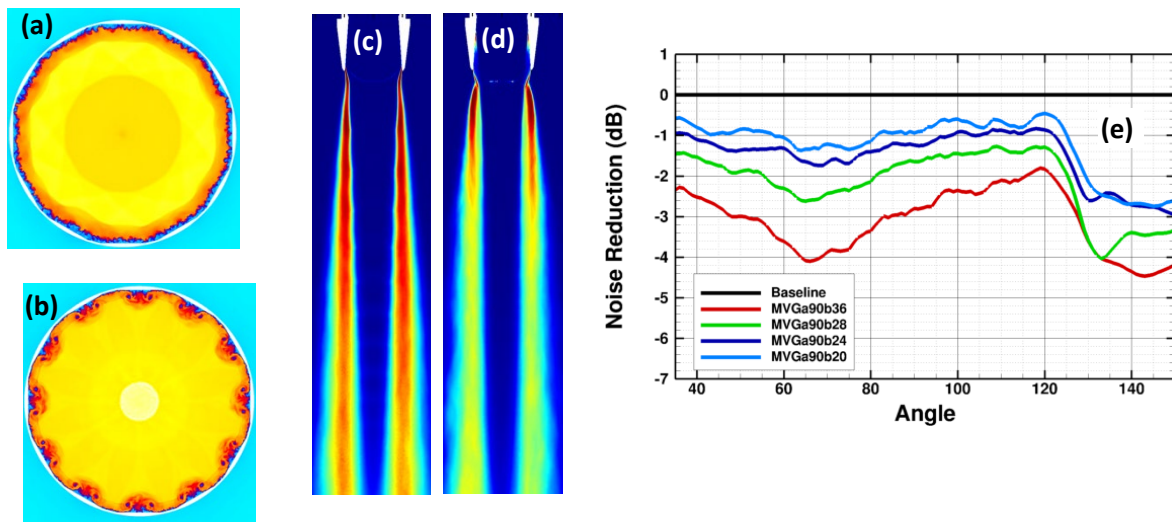 (a)
(b)
(c)
(d)
(e)
Noise Reduction (dB)
1
0
-1
-2
-3
-4
-5
-6
-7
Baseline
MVGa90b36
MVGa90b28
MVGa90b24
MVGa90b20
40 60 80 100 120 140
Angle